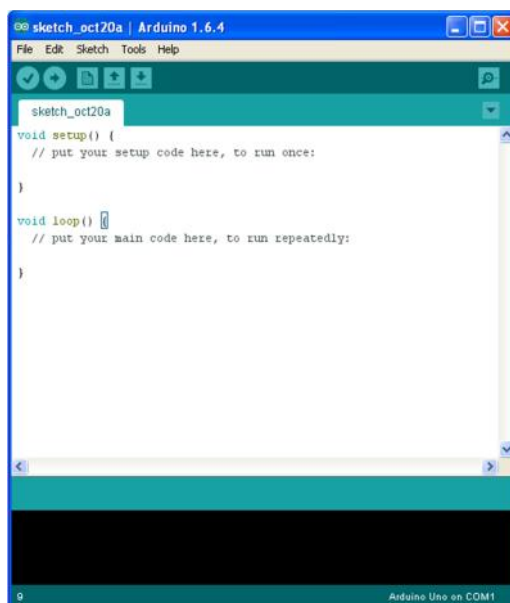 sketch_oct20a | Arduino 1.6.4
File Edit Sketch Tools Help
sketch_oct20a
void setup() {
  // put your setup code here, to run once:
}
void loop() {
  // put your main code here, to run repeatedly:
}
9
Arduino Uno on COM1